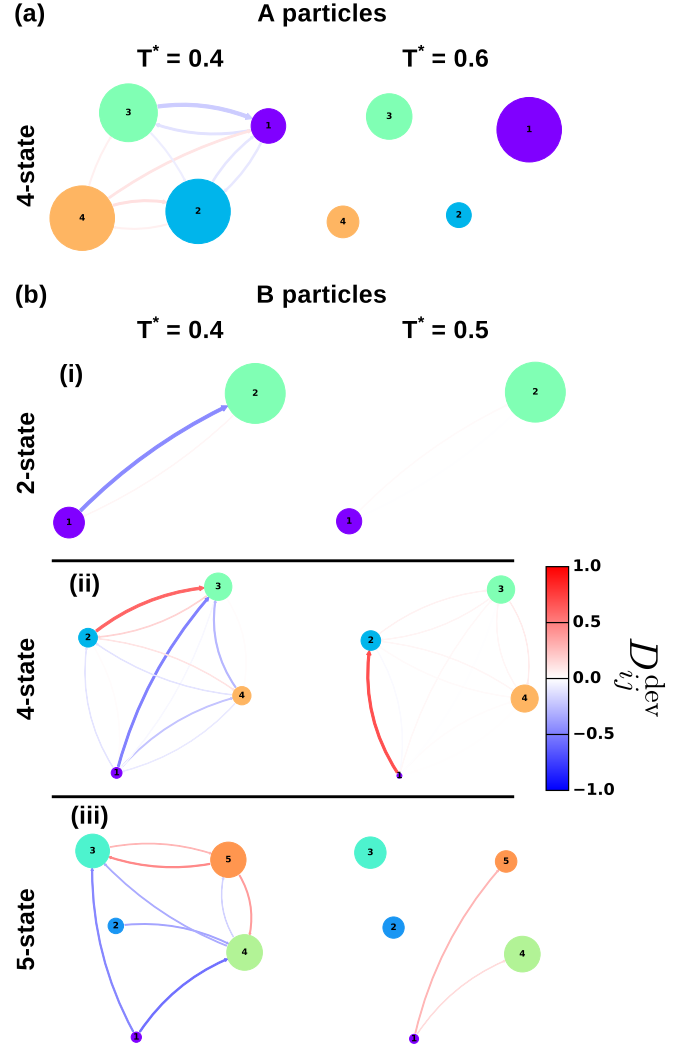 (a) A particles
T* = 0.4 T* = 0.6
4-state
3 1 4 2
3 1 4 2
(b) B particles
T* = 0.4 T* = 0.5
(i)
2-state
2 1
2 1
(ii)
4-state
3 2 4 1
3 2 4 1
1.0
0.5
0.0
−0.5
−1.0
D_{ij}^{dev}
(iii)
5-state
3 5 2 4 1
3 5 2 4 1